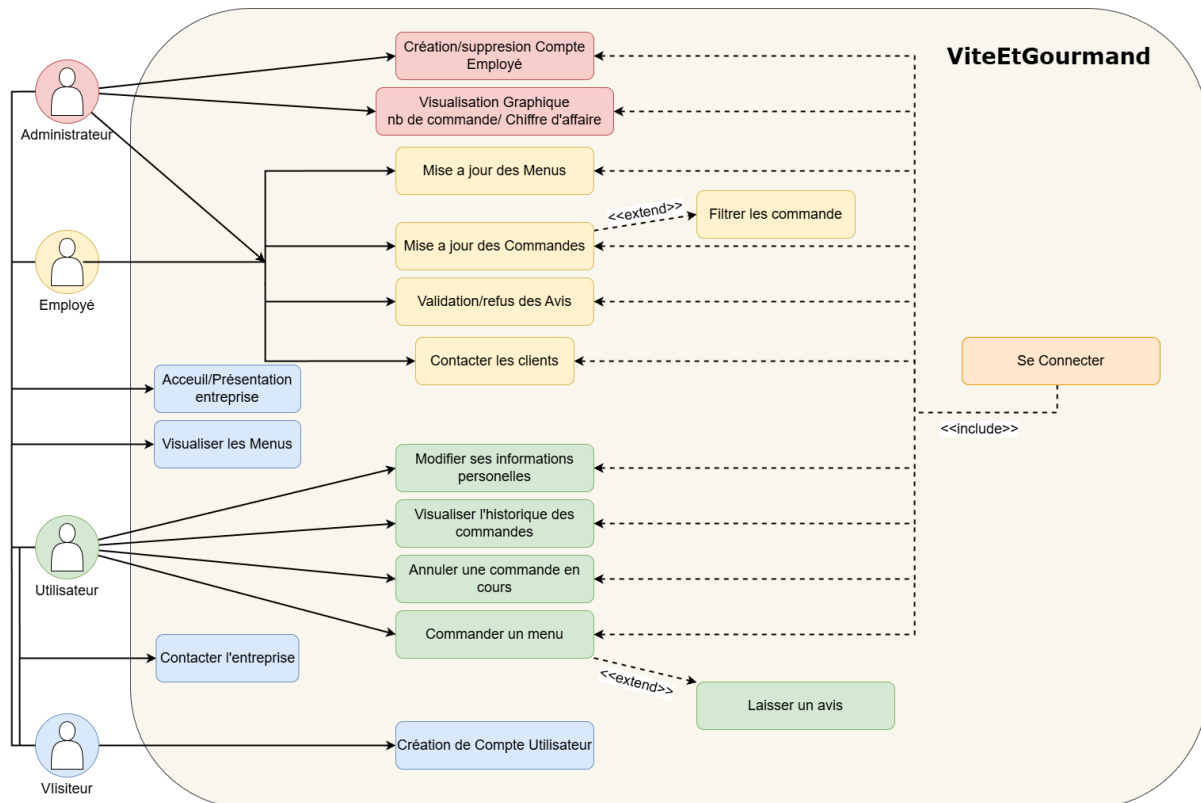 ViteEtGourmand
Création/suppresion Compte
Employé
Administrateur
Visualisation Graphique
nb de commande/ Chiffre d'affaire
Mise a jour des Menus
<<extend>>
Filtrer les commande
Mise a jour des Commandes
Employé
Validation/refus des Avis
Contacter les clients
Se Connecter
Acceuil/Présentation
entreprise
<<include>>
Visualiser les Menus
Modifier ses informations
personelles
Visualiser l'historique des
commandes
Utilisateur
Annuler une commande en
cours
Commander un menu
Contacter l'entreprise
<<extend>>
Laisser un avis
Création de Compte Utilisateur
VIisiteur